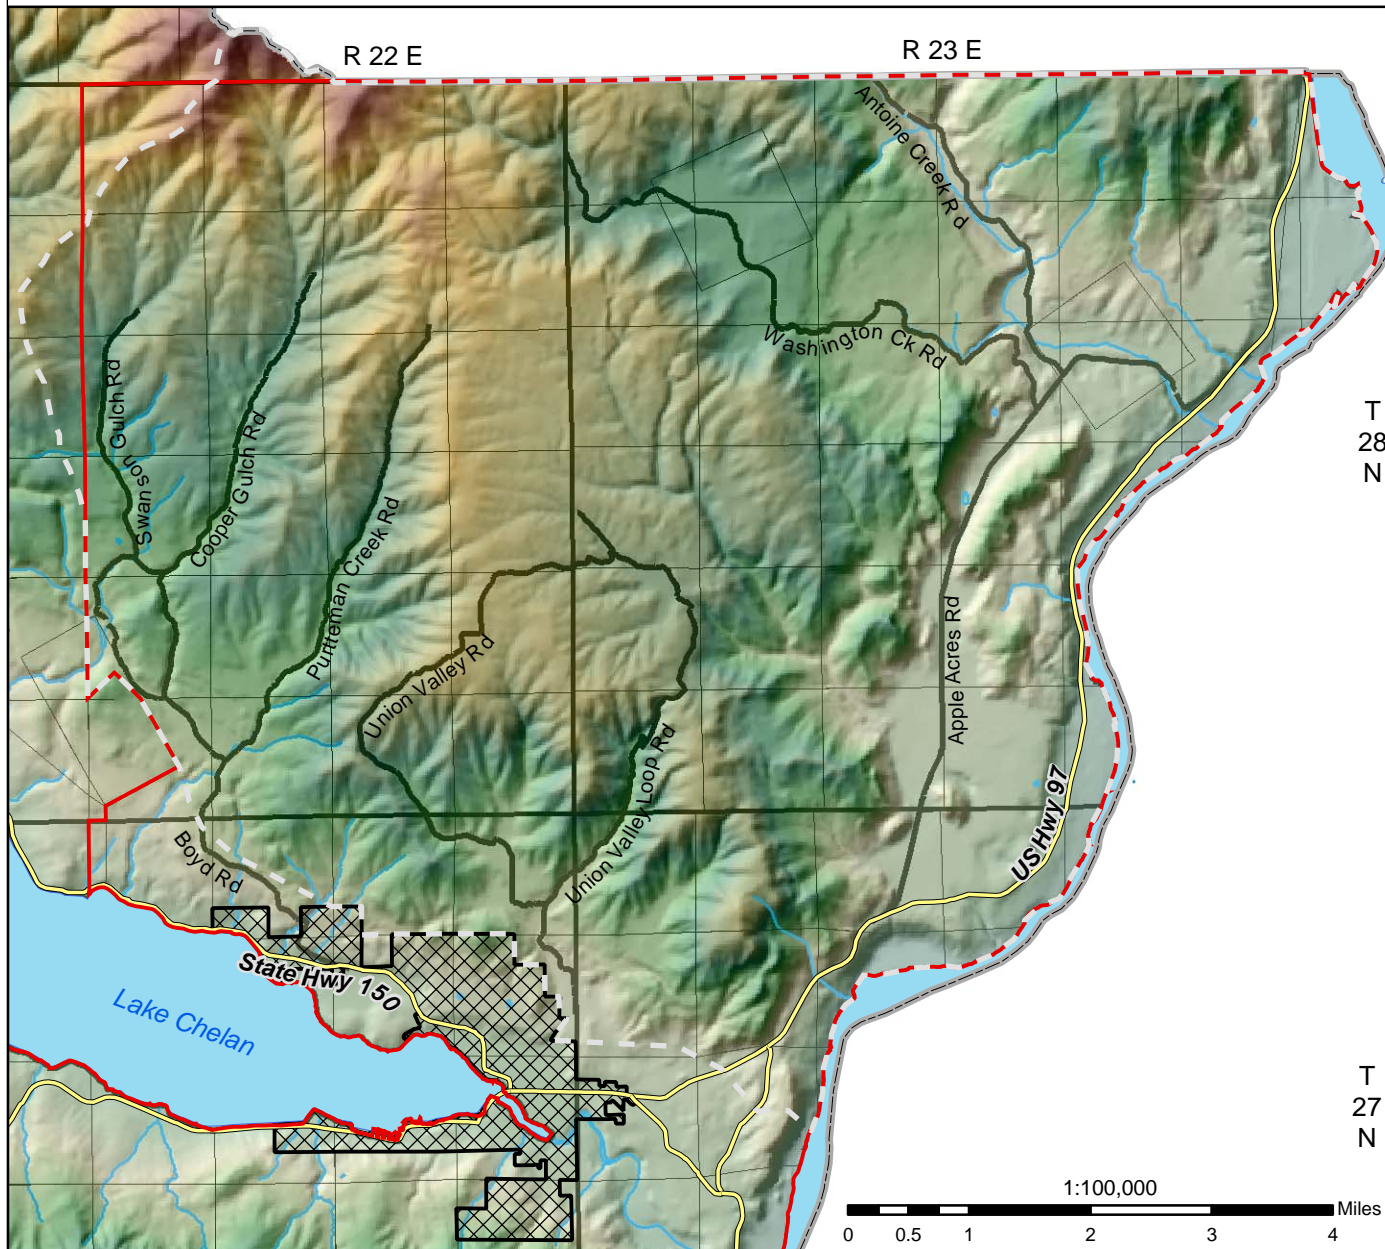 R 22 E
R 23 E
Antoine Creek Rd
Washington Ck Rd
Swanson Gulch Rd
Cooper Gulch Rd
Purtteman Creek Rd
Union Valley Rd
Union Valley Loop Rd
Apple Acres Rd
US Hwy 97
Boyd Rd
State Hwy 150
Lake Chelan
T
28
N
T
27
N
1:100,000
Miles
0 0.5 1 2 3 4